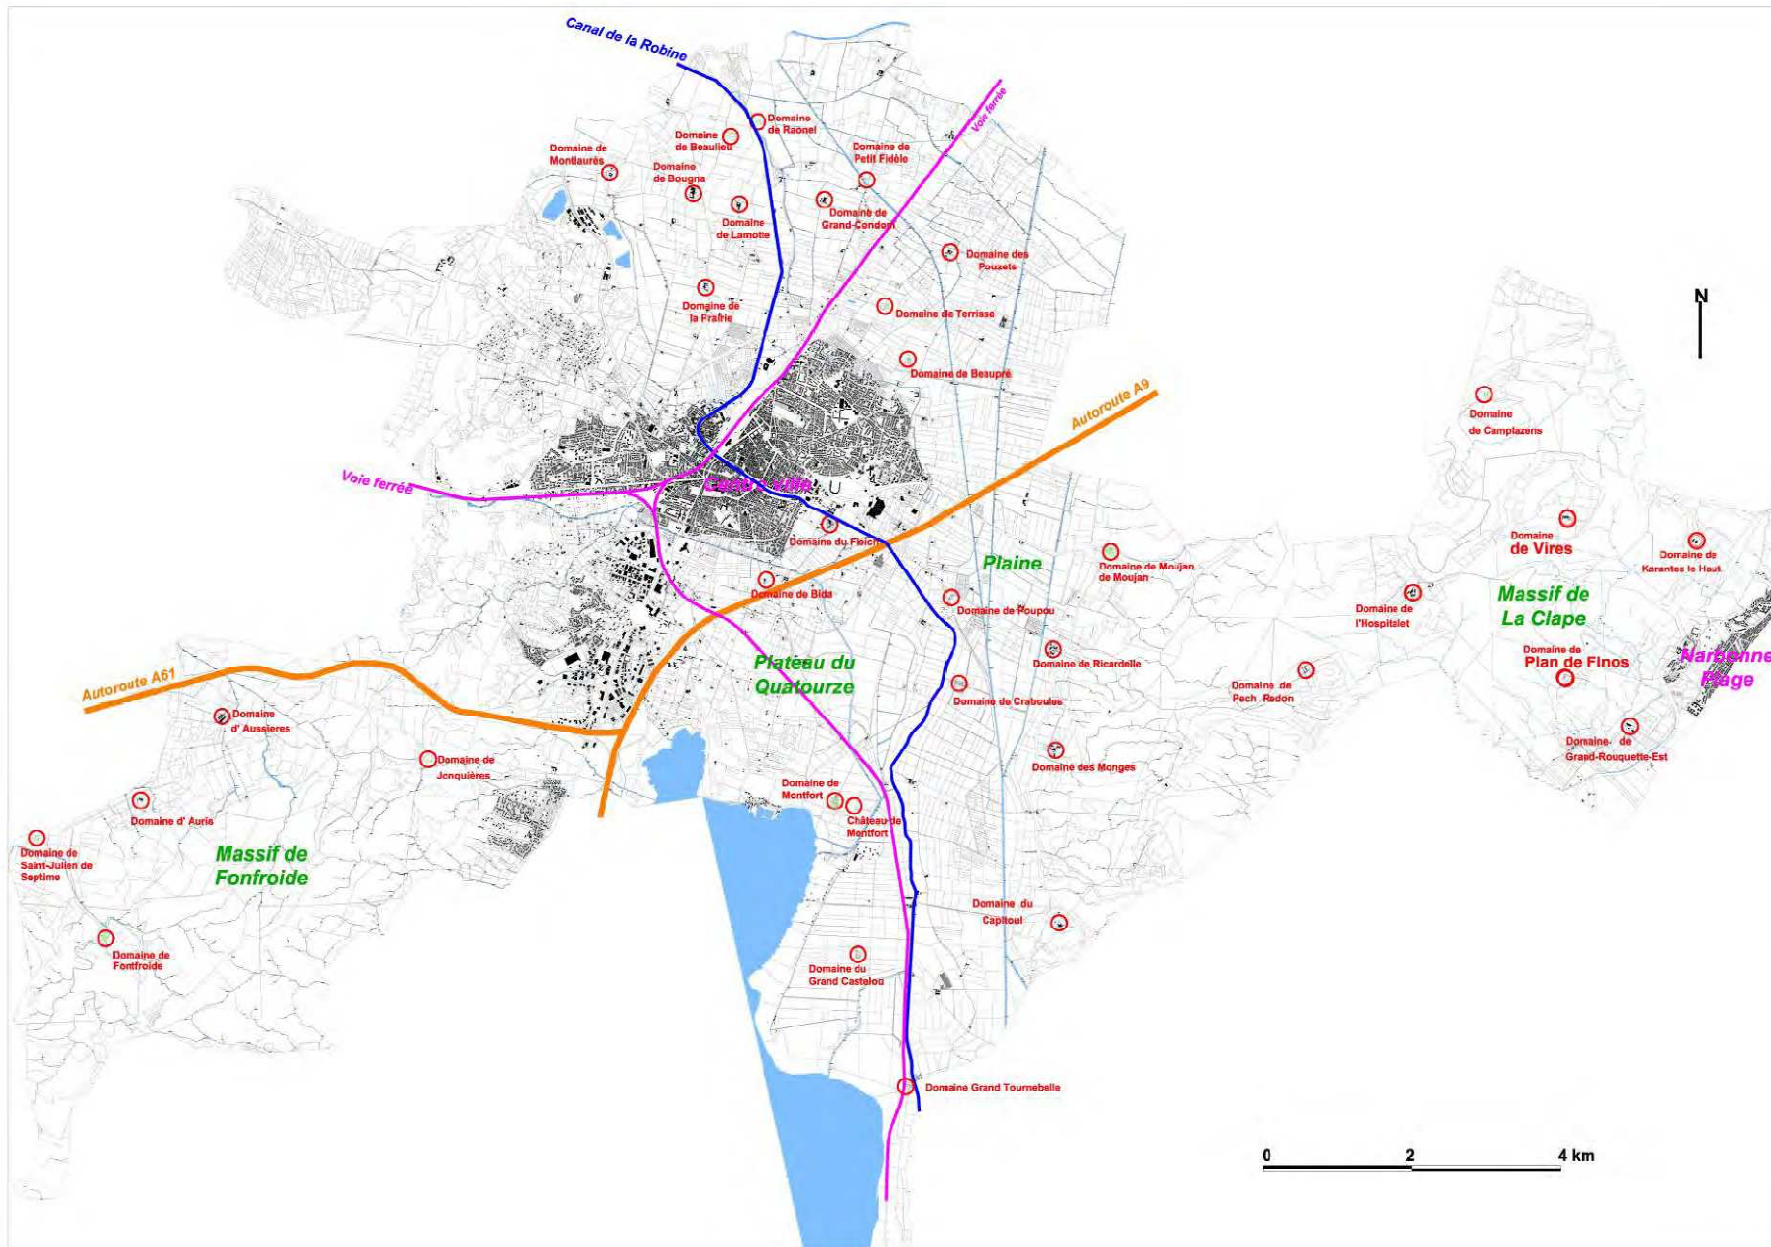 Canal de la Robine
Voie ferrée
Domaine
de Raonel
Domaine
de Beaulieu
Domaine de
Montlaurès
Domaine
de Bougna
Domaine de
Petit Fidèle
Domaine
de Lamotte
Domaine de
Grand-Condom
Domaine des
Pouzets
Domaine de
la Prairie
Domaine de Terrisse
Domaine de Beaupré
N
Autoroute A9
Domaine
de Camplazens
Voie ferrée
Centre ville
Domaine du Fleich
Domaine de Bida
Plaine
Domaine de Moujan
de Moujan
Domaine de Poupou
Domaine
de Vires
Domaine de
Karantes le Haut
Domaine de
l'Hospitalet
Massif de
La Clape
Domaine de
Plan de Finos
Narbonne
Plage
Plateau du
Quatourze
Domaine de Ricardelle
Domaine de Craboules
Domaine de
Pech Redon
Domaine de
Grand-Rouquette-Est
Autoroute A61
Domaine
d' Aussieres
Domaine de
Jonquières
Domaine des Monges
Domaine de
Montfort
Château de
Montfort
Domaine d' Auris
Domaine de
Saint-Julien de
Septime
Massif de
Fonfroide
Domaine de
Fontfroide
Domaine du
Capitoul
Domaine du
Grand Castelou
Domaine Grand Tournebelle
0 2 4 km